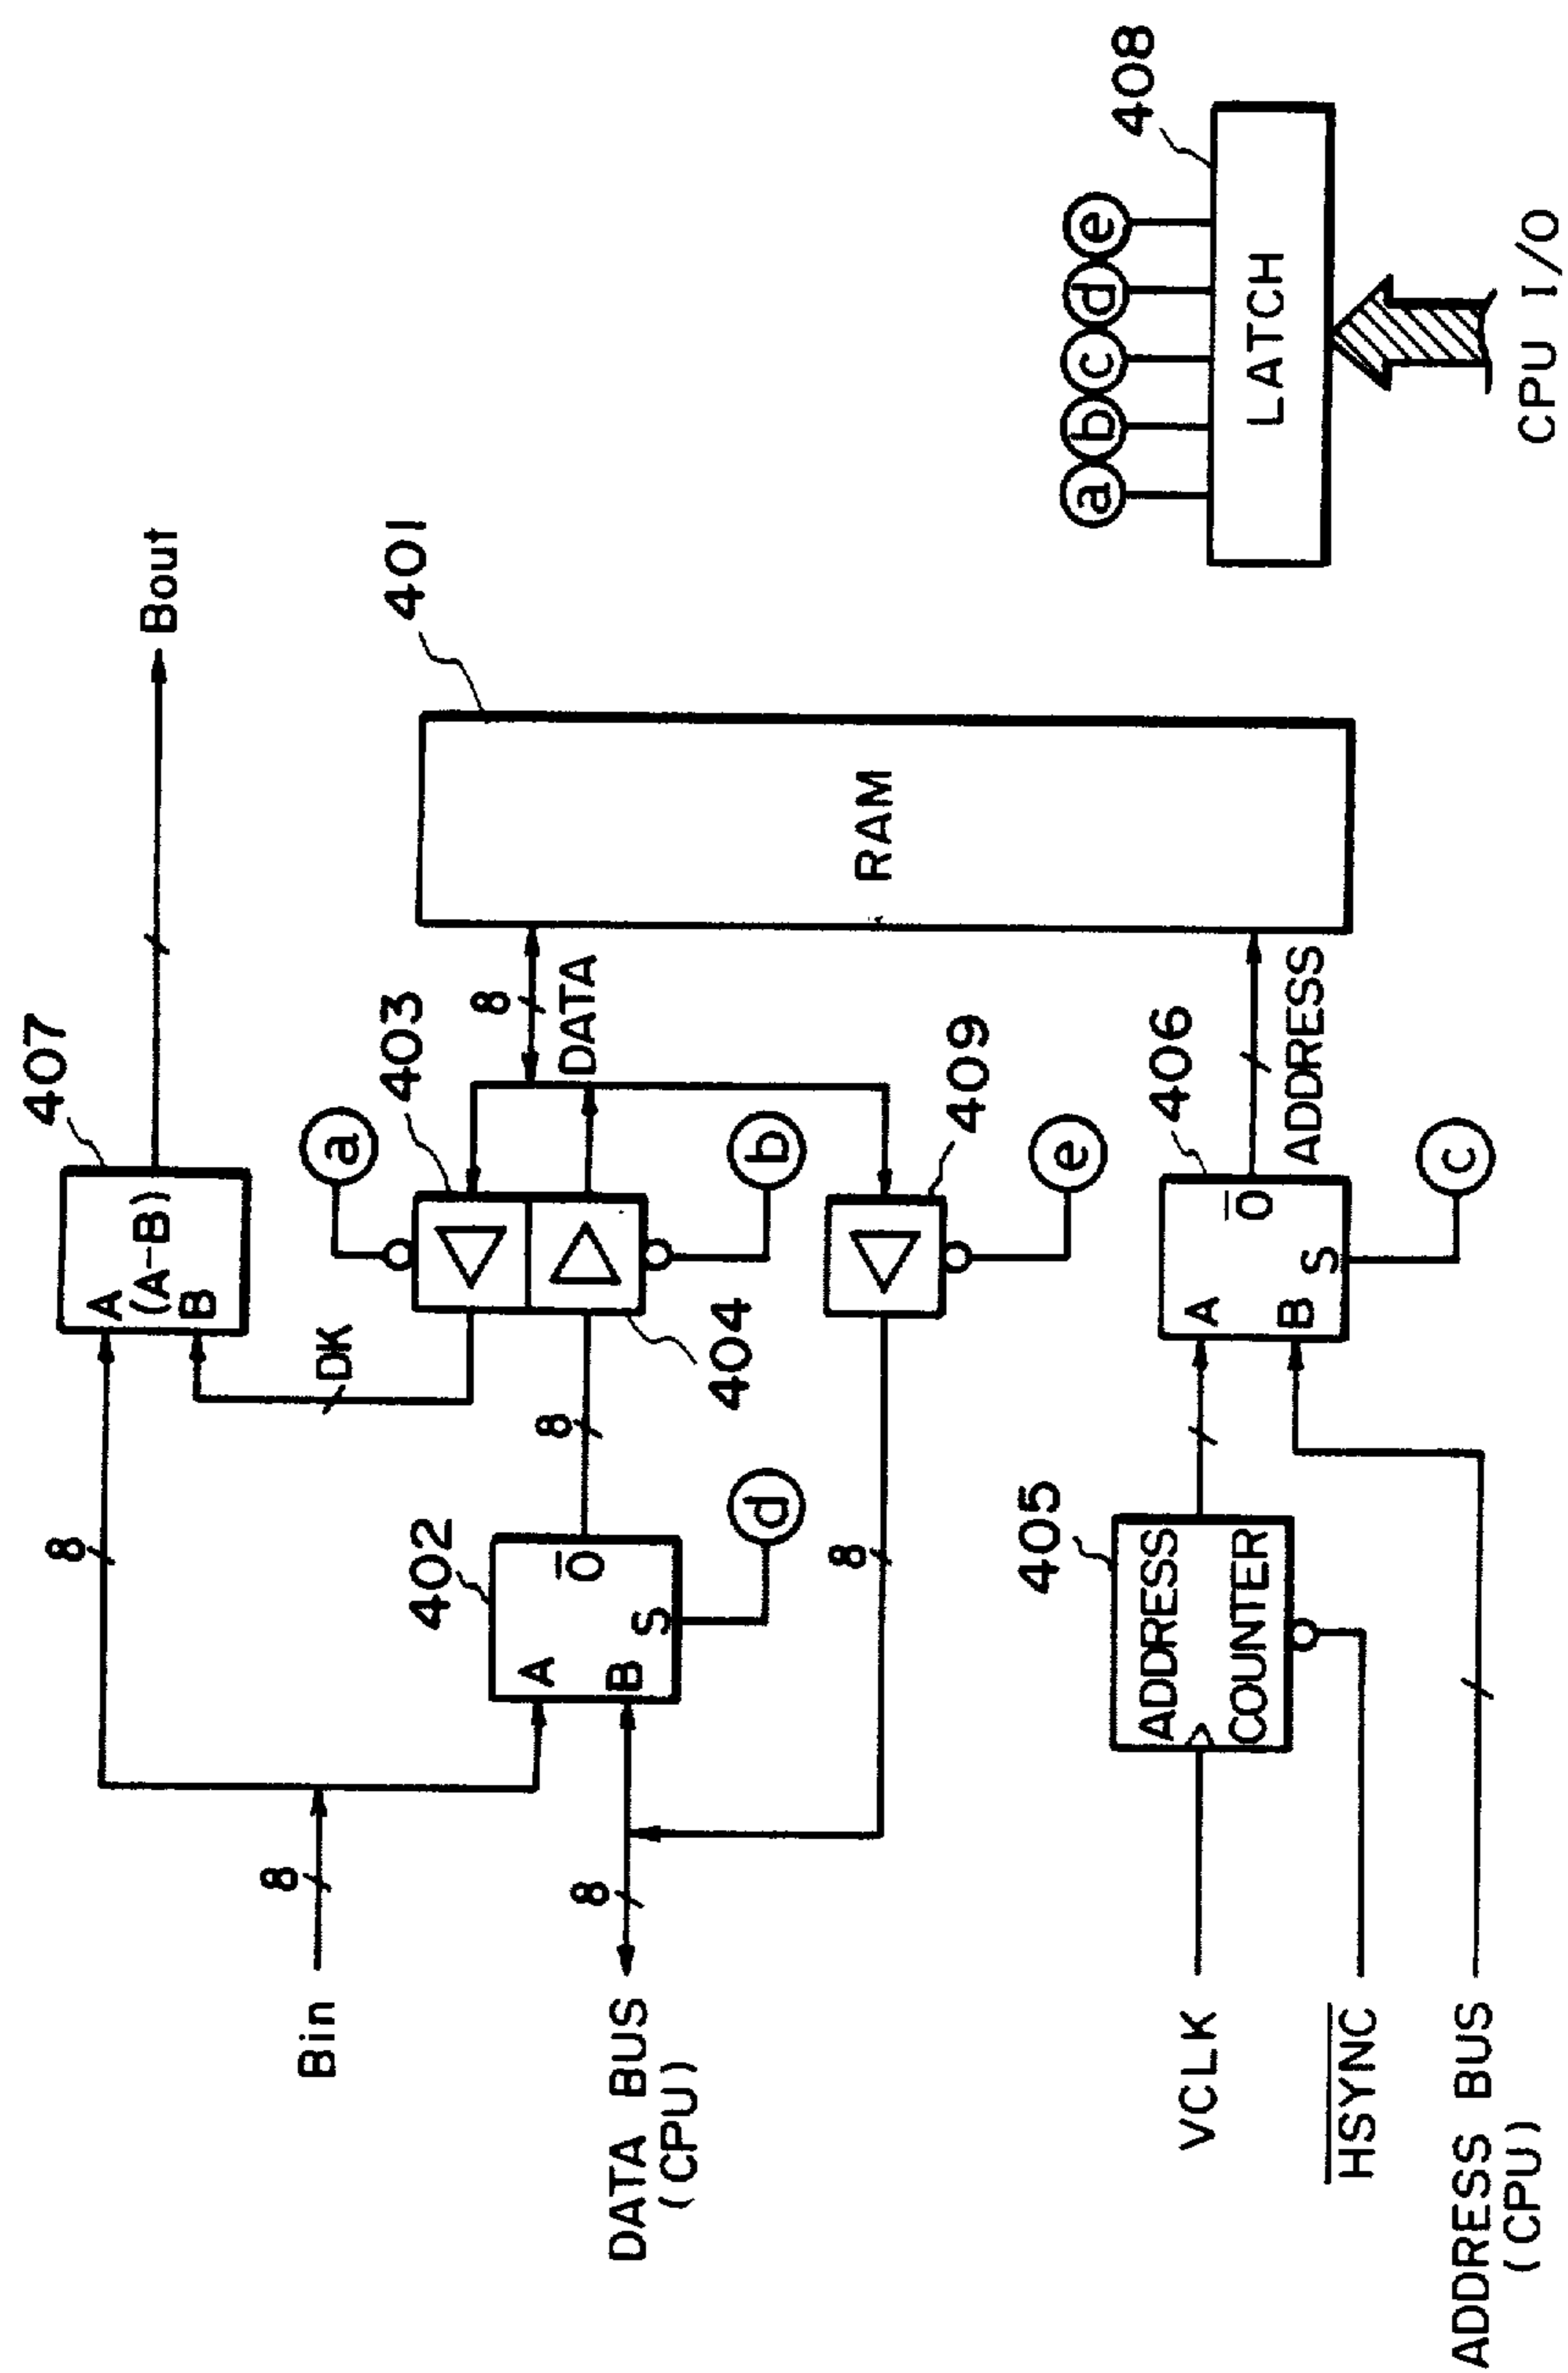 Bin
8
8
407
A
(A-B)
B
Bout
DK
a
403
8
DATA
401
RAM
DATA BUS
(CPU)
8
402
A
B
O
S
d
8
404
b
8
409
e
VCLK
HSYNC
ADDRESS BUS
(CPU)
405
ADDRESS
COUNTER
406
A
B
O
S
c
ADDRESS
408
a b c d e
LATCH
CPU I/O